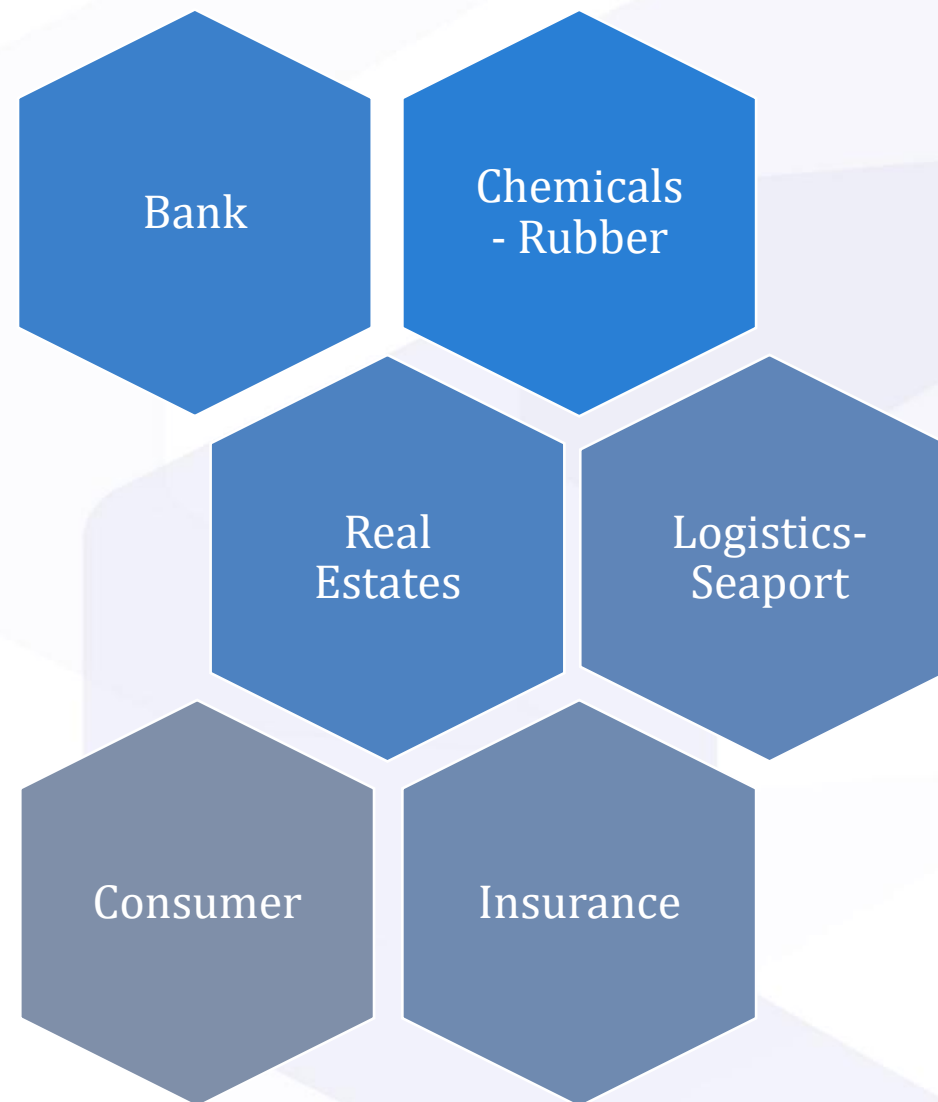 Bank
Chemicals
- Rubber
Real
Estates
Logistics-
Seaport
Consumer
Insurance